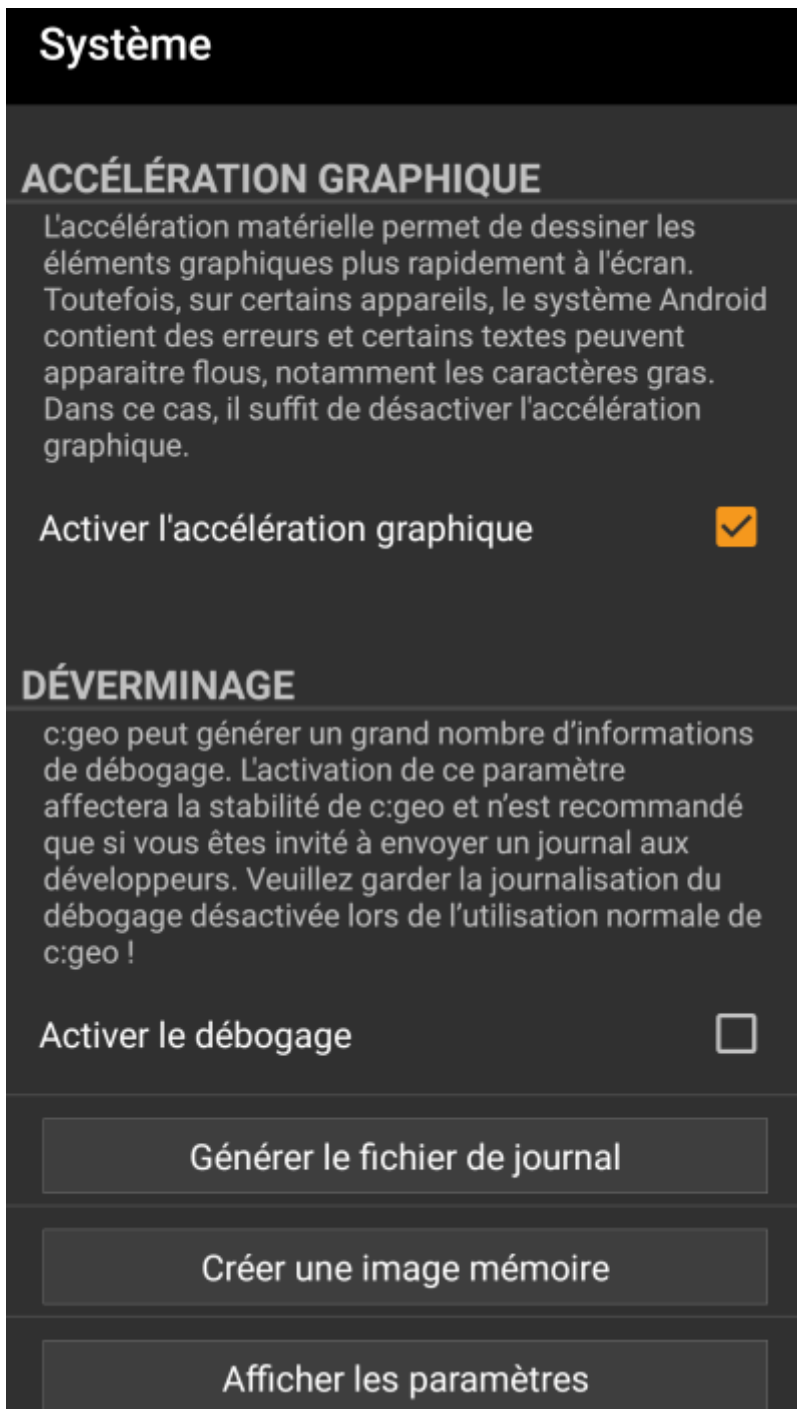 Système
ACCÉLÉRATION GRAPHIQUE
L'accélération matérielle permet de dessiner les
éléments graphiques plus rapidement à l'écran.
Toutefois, sur certains appareils, le système Android
contient des erreurs et certains textes peuvent
apparaitre flous, notamment les caractères gras.
Dans ce cas, il suffit de désactiver l'accélération
graphique.
Activer l'accélération graphique
DÉVERMINAGE
c:geo peut générer un grand nombre d’informations
de débogage. L'activation de ce paramètre
affectera la stabilité de c:geo et n’est recommandé
que si vous êtes invité à envoyer un journal aux
développeurs. Veuillez garder la journalisation du
débogage désactivée lors de l’utilisation normale de
c:geo !
Activer le débogage
Générer le fichier de journal
Créer une image mémoire
Afficher les paramètres